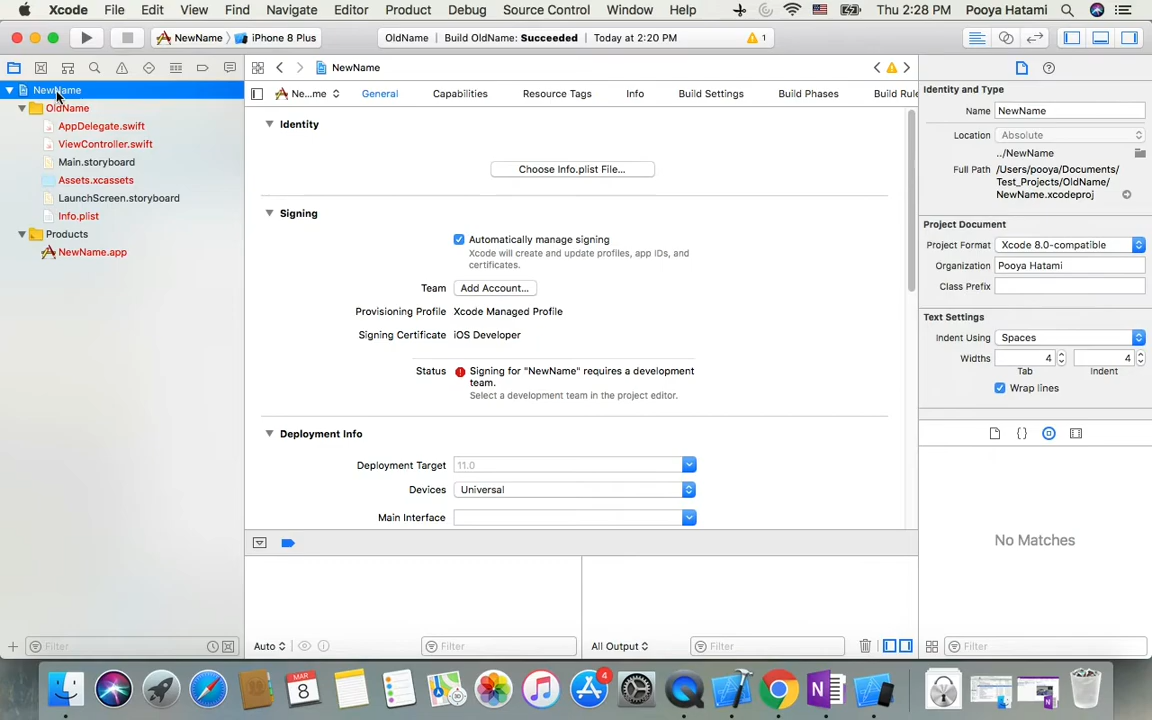 Xcode File Edit View Find Navigate Editor Product Debug Source Control Window Help Thu 2:28 PM Pooya Hatami
NewName iPhone 8 Plus OldName Build OldName: Succeeded Today at 2:20 PM 1
NewName
Ne...me General Capabilities Resource Tags Info Build Settings Build Phases Build Rule
NewName
OldName
AppDelegate.swift
ViewController.swift
Main.storyboard
Assets.xcassets
LaunchScreen.storyboard
Info.plist
Products
NewName.app
Filter
Identity
Choose Info.plist File...
Signing
Automatically manage signing
Xcode will create and update profiles, app IDs, and
certificates.
Team Add Account...
Provisioning Profile Xcode Managed Profile
Signing Certificate iOS Developer
Status Signing for "NewName" requires a development
team.
Select a development team in the project editor.
Deployment Info
Deployment Target 11.0
Devices Universal
Main Interface
Auto Filter All Output Filter
Identity and Type
Name NewName
Location Absolute
../NewName
Full Path /Users/pooya/Documents/
Test_Projects/OldName/
NewName.xcodeproj
Project Document
Project Format Xcode 8.0-compatible
Organization Pooya Hatami
Class Prefix
Text Settings
Indent Using Spaces
Widths 4 4
Tab Indent
Wrap lines
No Matches
Filter
MAR
8
4